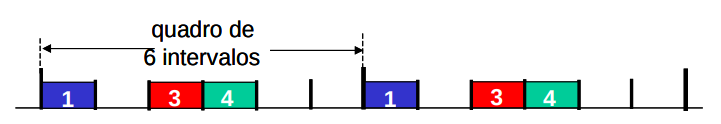 quadro de
6 intervalos
1 3 4 1 3 4